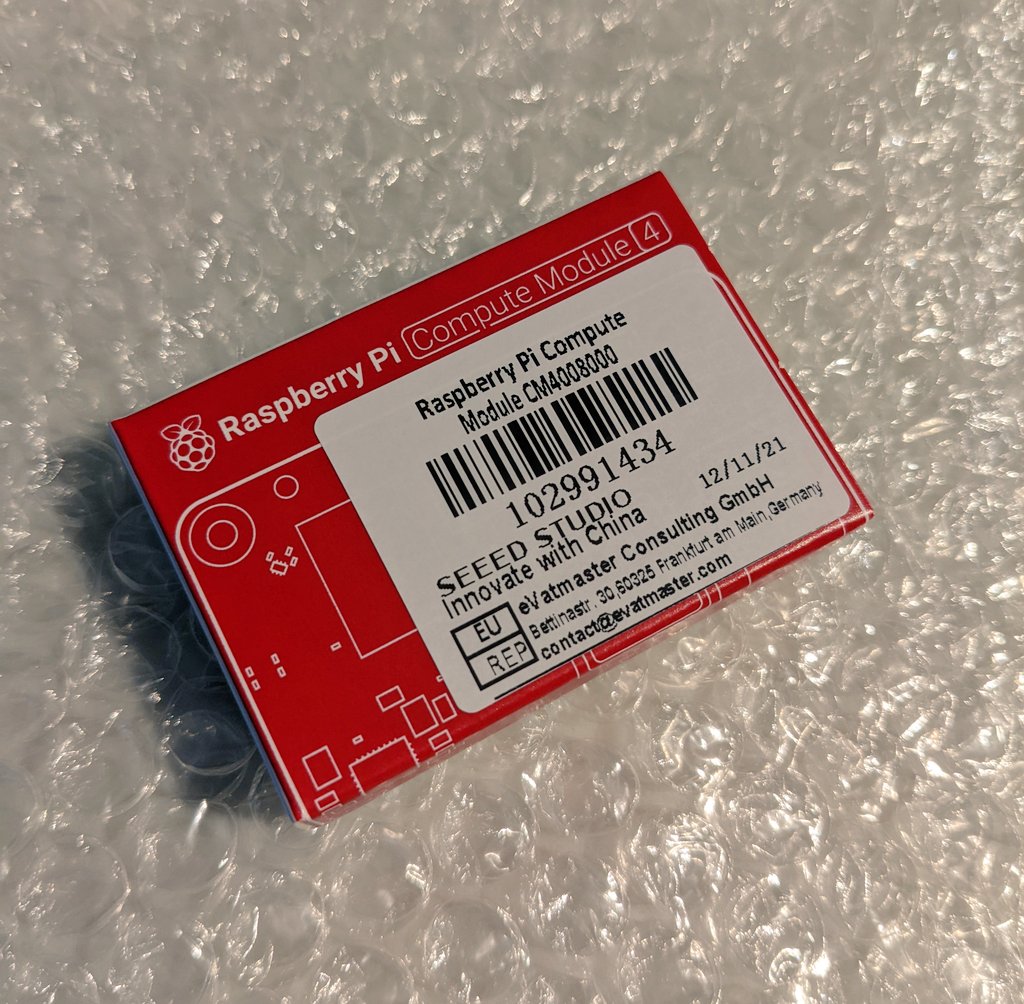 Raspberry Pi Compute Module 4
Raspberry Pi Compute
Module CM4008000
102991434
12/11/21
SEEED STUDIO
Innovate with China
EU
REP
eVatmaster Consulting GmbH
Bettinastr. 30,60325 Frankfurt am Main,Germany
contact@evatmaster.com